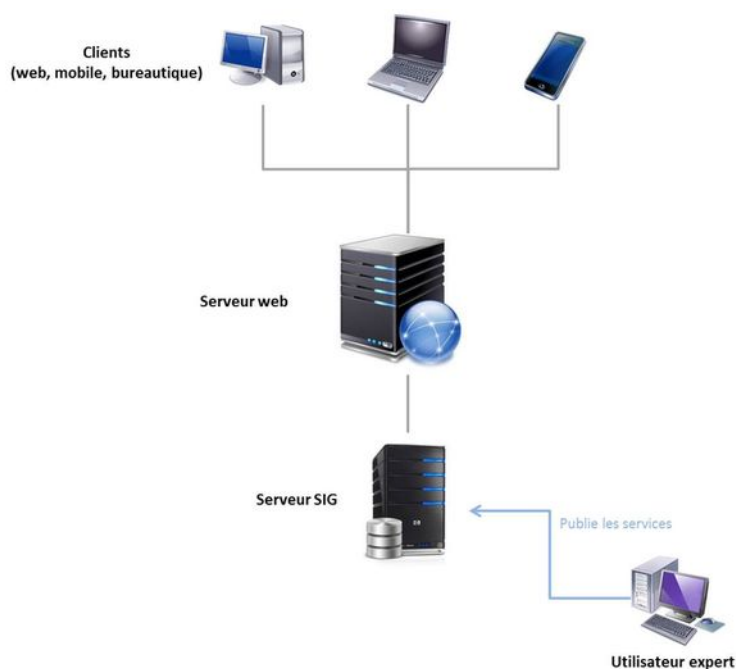 Clients
(web, mobile, bureautique)
Serveur web
Serveur SIG
Publie les services
Utilisateur expert